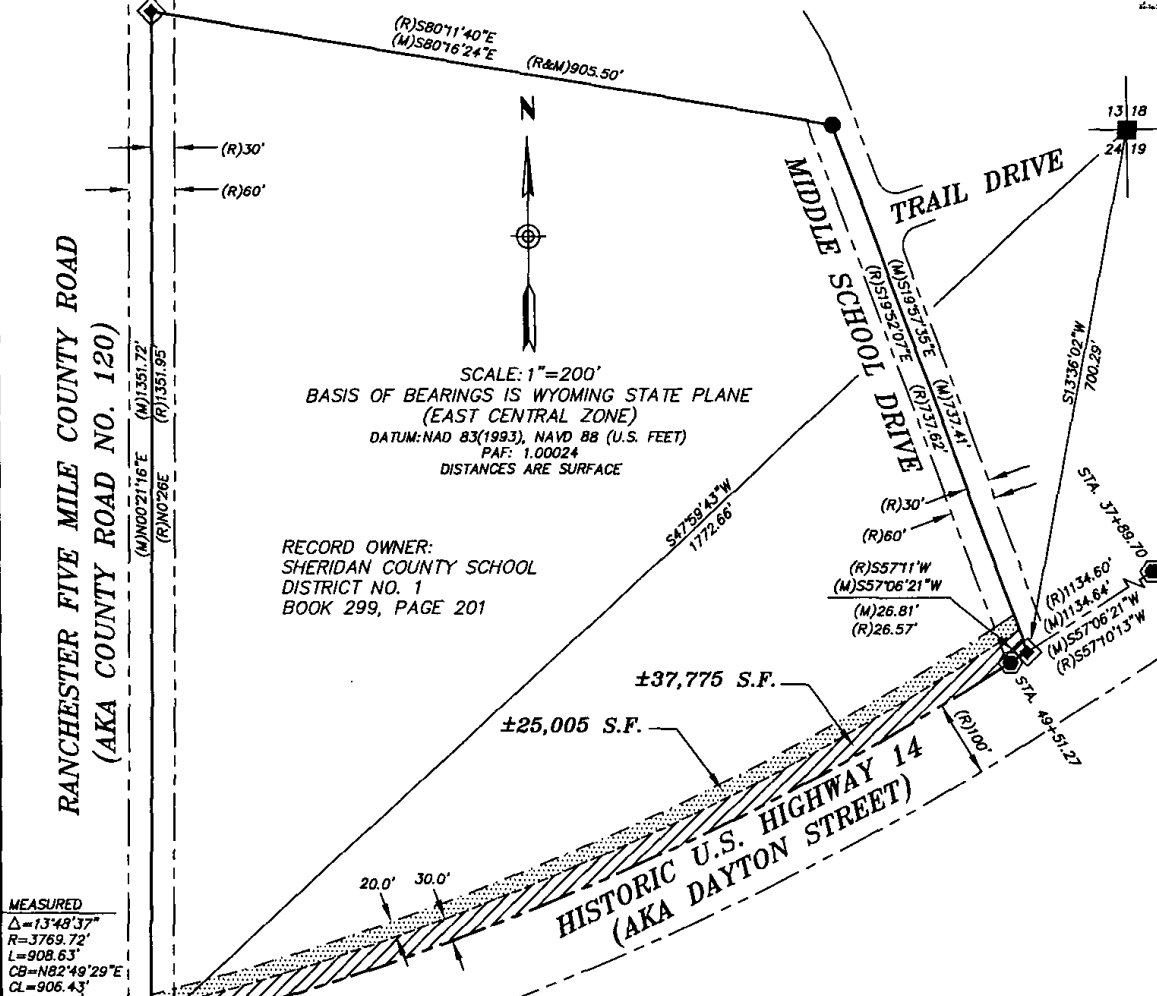 (R)S80°11'40"E
(M)S80°16'24"E
(R&M)905.50'
13 18
24 19
N
(R)30'
(R)60'
TRAIL DRIVE
MIDDLE SCHOOL DRIVE
(M)S19°57'35"E (M)737.41'
(R)S19°52'07"E (R)737.62'
S13°36'02"W
700.29'
RANCHESTER FIVE MILE COUNTY ROAD
(AKA COUNTY ROAD NO. 120)
(M)N00°21'16"E (M)1351.72'
(R)N0°26E (R)1351.95'
SCALE: 1"=200'
BASIS OF BEARINGS IS WYOMING STATE PLANE
(EAST CENTRAL ZONE)
DATUM: NAD 83(1993), NAVD 88 (U.S. FEET)
PAF: 1.00024
DISTANCES ARE SURFACE
S47°59'43"W
1772.66'
RECORD OWNER:
SHERIDAN COUNTY SCHOOL
DISTRICT NO. 1
BOOK 299, PAGE 201
(R)30'
(R)60'
STA. 37+89.70
(R)S57°11'W
(M)S57°06'21"W
(M)26.81'
(R)26.57'
(R)1134.60'
(M)1134.64'
(M)S57°06'21"W
(R)S57°10'13"W
STA. 49+51.27
±37,775 S.F.
±25,005 S.F.
(R)100'
HISTORIC U.S. HIGHWAY 14
(AKA DAYTON STREET)
20.0'
30.0'
MEASURED
Δ=13°48'37"
R=3769.72'
L=908.63'
CB=N82°49'29"E
CL=906.43'